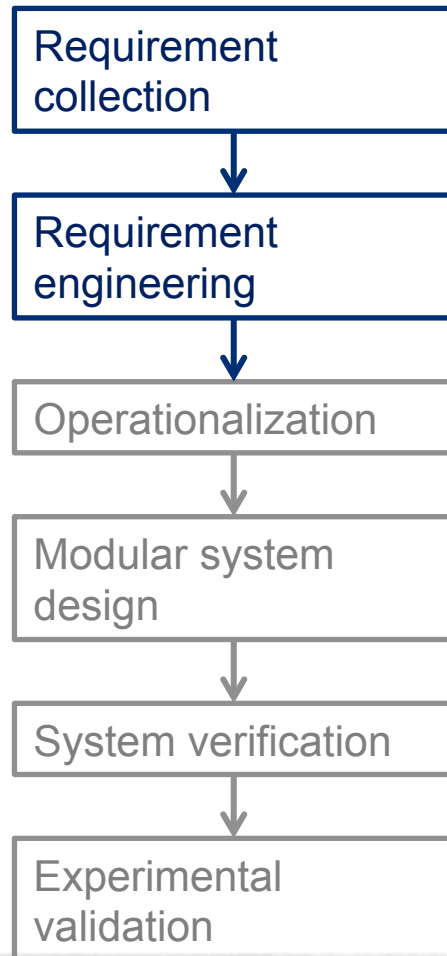 Requirement
collection
Requirement
engineering
Operationalization
Modular system
design
System verification
Experimental
validation